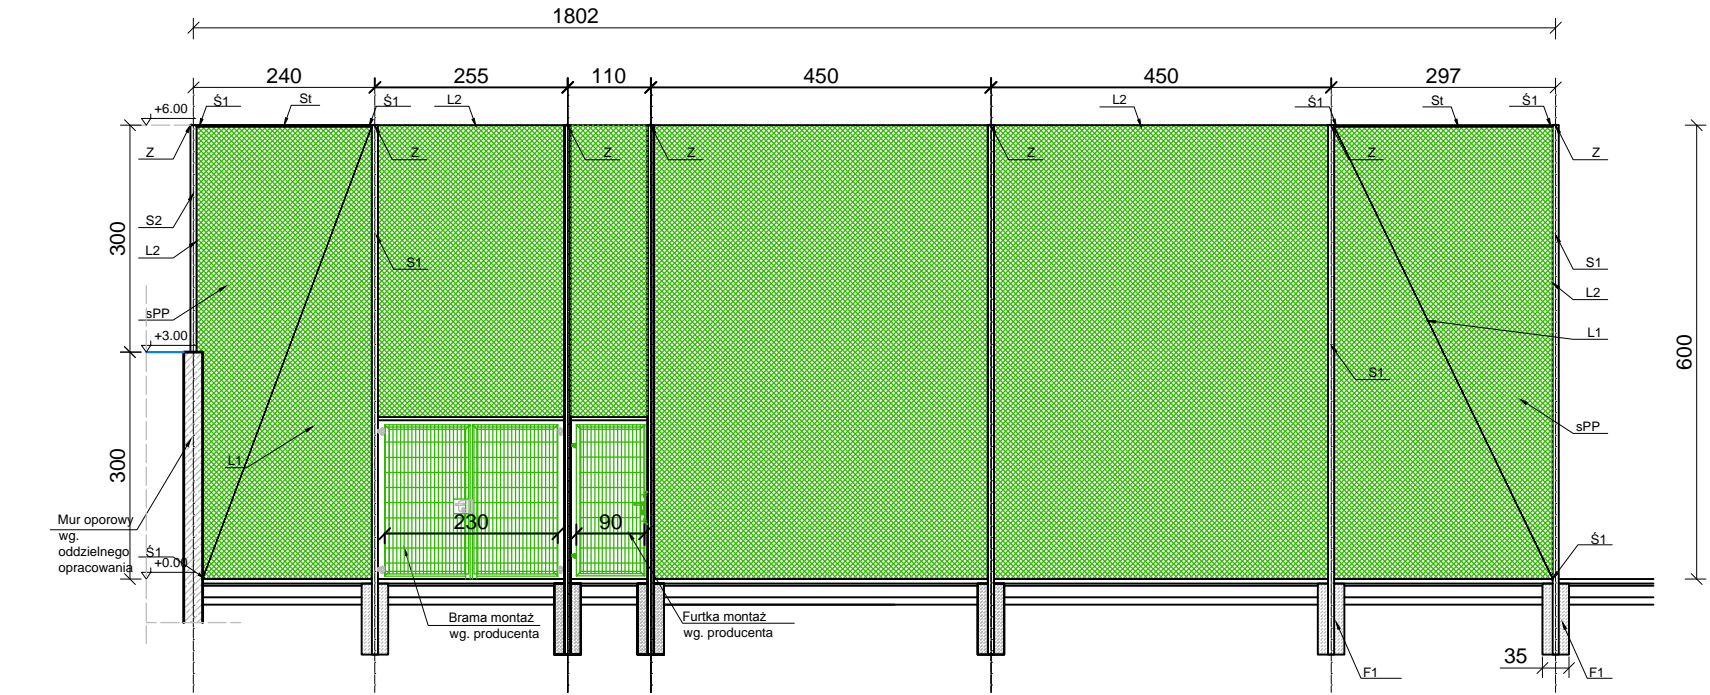 1802
240
255
110
450
450
297
+6.00
Ś1
St
Ś1
L2
L2
Ś1
St
Ś1
Z
Z
Z
Z
Z
Z
Z
S2
300
L2
S1
S1
L2
sPP
+3.00
L1
600
S1
sPP
L1
300
Mur oporowy
wg.
oddzielnego
opracowania
Ś1
+0.00
230
90
Ś1
Brama montaż
wg. producenta
Furtka montaż
wg. producenta
35
F1
F1